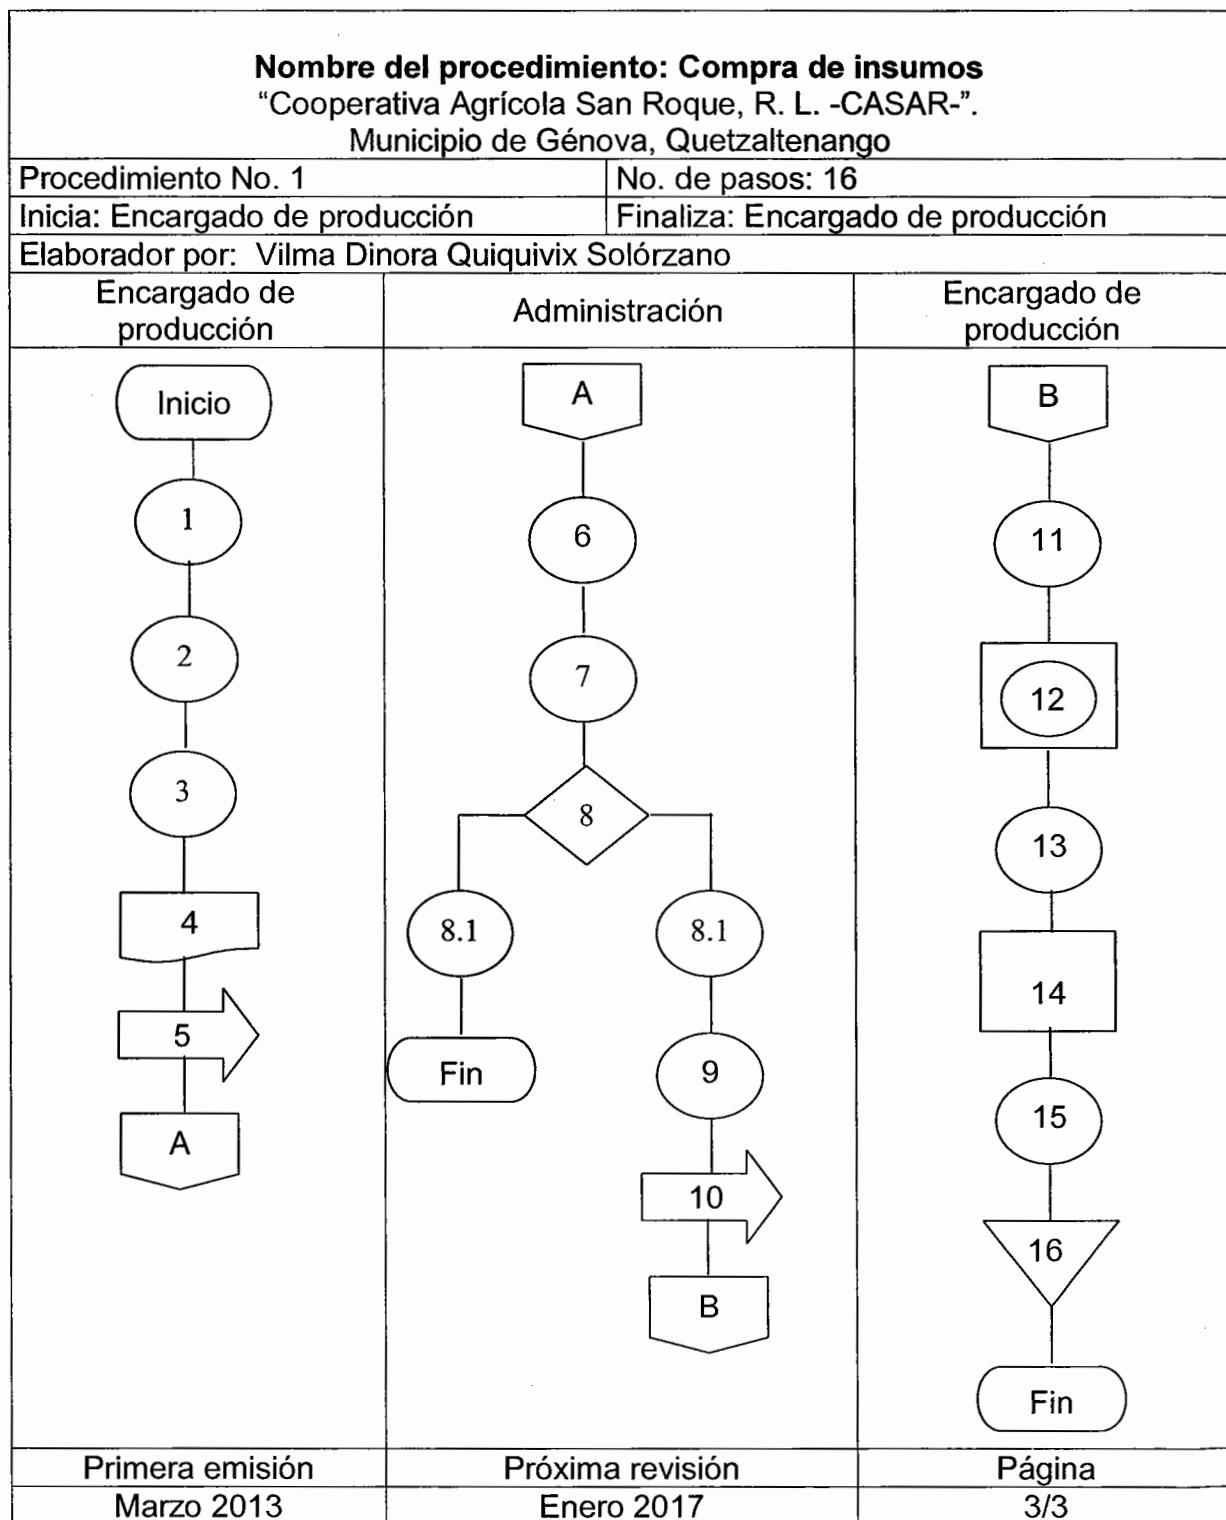 Nombre del procedimiento: Compra de insumos
“Cooperativa Agrícola San Roque, R. L. -CASAR-”.
Municipio de Génova, Quetzaltenango
Procedimiento No. 1
No. de pasos: 16
Inicia: Encargado de producción
Finaliza: Encargado de producción
Elaborador por: Vilma Dinora Quiquivix Solórzano
Encargado de
producción
Administración
Encargado de
producción
Inicio
1
2
3
4
5
A
A
6
7
8
8.1
8.1
Fin
9
10
B
B
11
12
13
14
15
16
Fin
Primera emisión
Próxima revisión
Página
Marzo 2013
Enero 2017
3/3